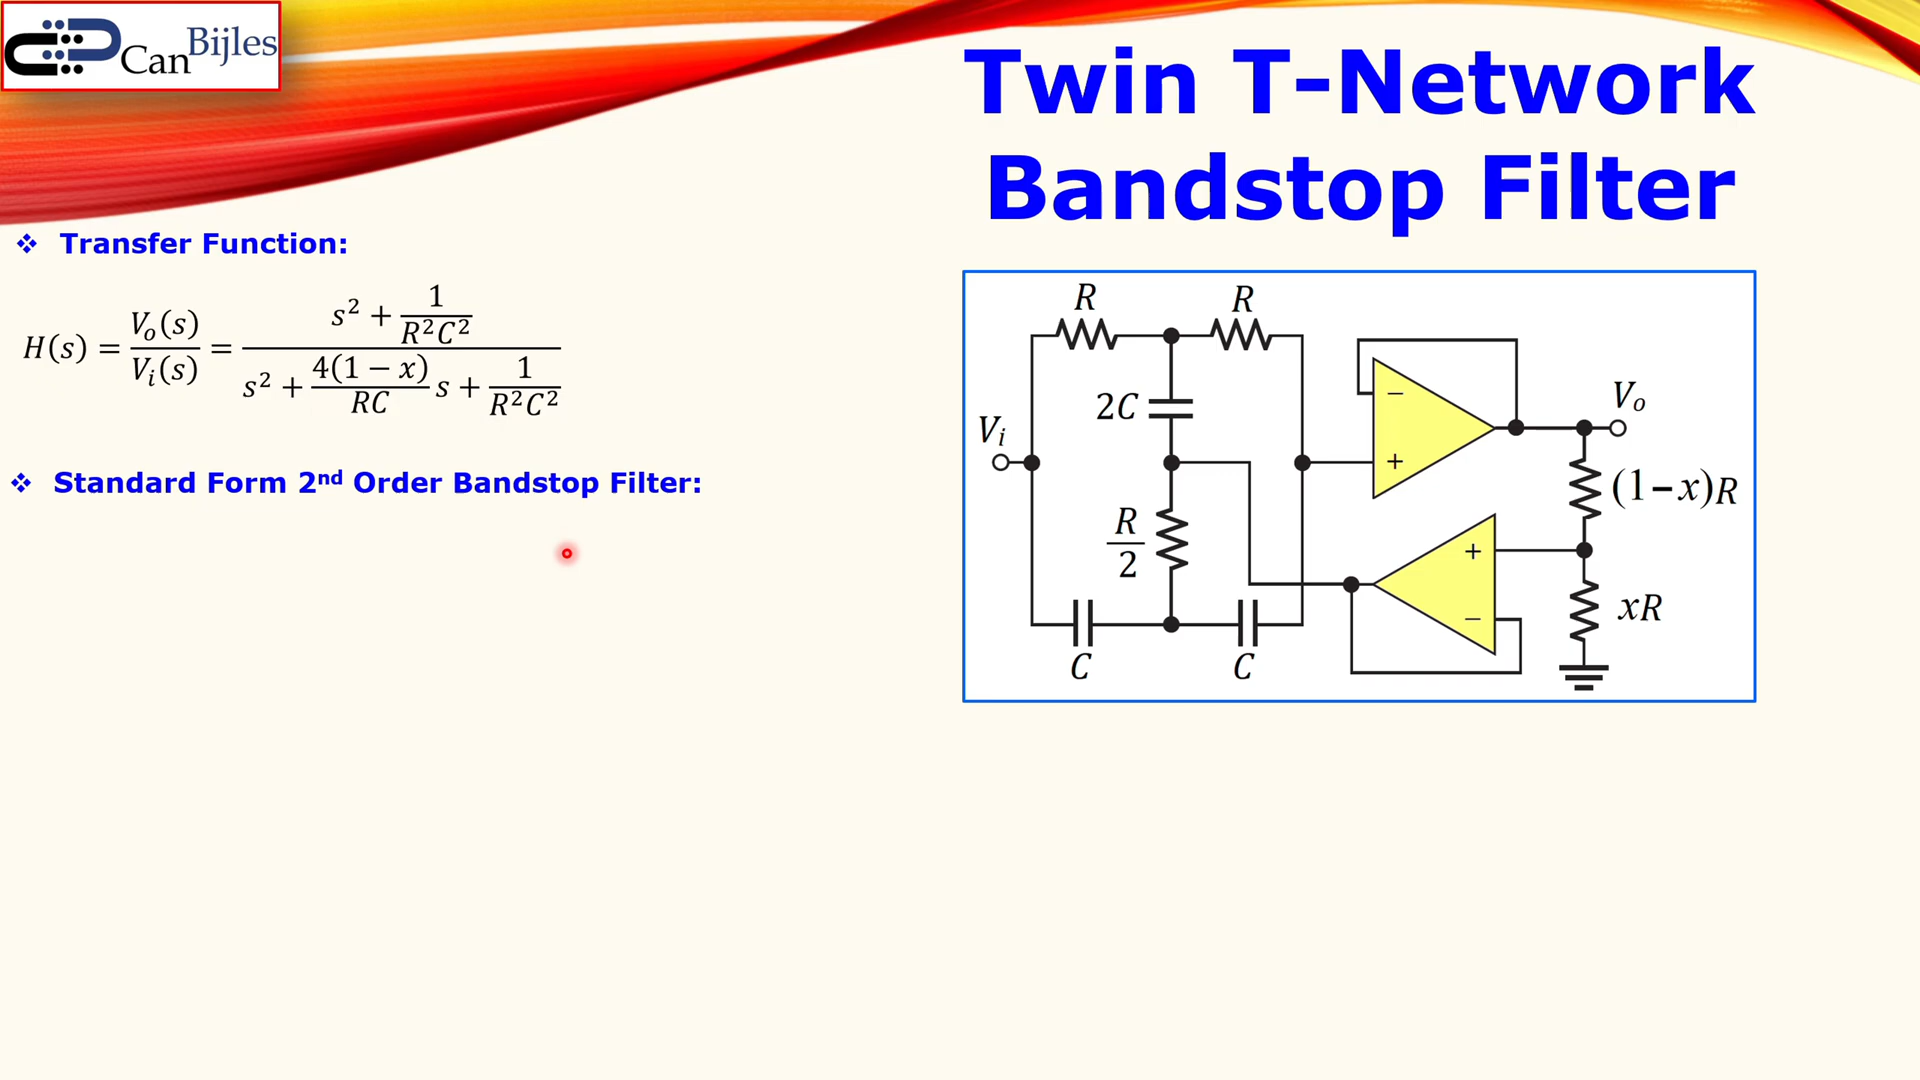 CanBijles
Twin T-Network
Bandstop Filter
❖ Transfer Function:
H(s) = Vₒ(s)/Vᵢ(s) = (s² + 1/(R²C²)) / (s² + (4(1 − x)/(RC))s + 1/(R²C²))
❖ Standard Form 2ⁿᵈ Order Bandstop Filter:
R R
2C
Vᵢ
Vₒ
−
+
(1−x)R
R/2
+
−
xR
C C